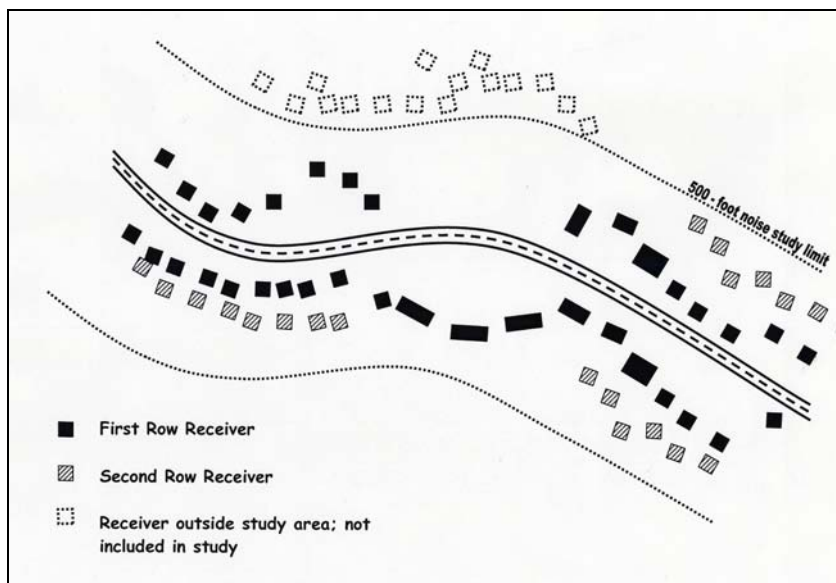 500 - foot noise study limit
First Row Receiver
Second Row Receiver
Receiver outside study area; not
included in study